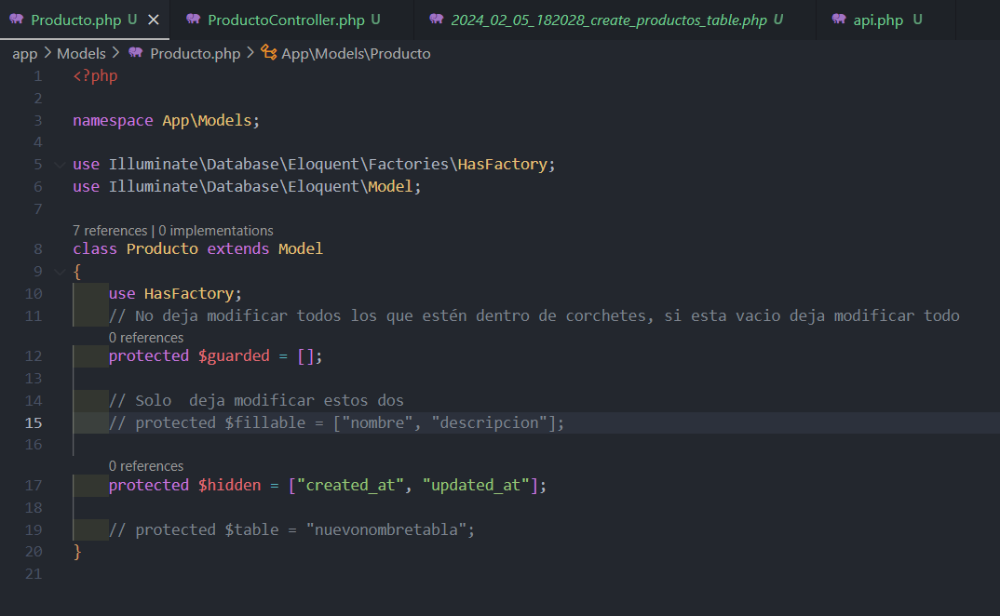 Producto.php U × ProductoController.php U 2024_02_05_182028_create_productos_table.php U api.php U
app > Models > Producto.php > App\Models\Producto
1 <?php
2
3 namespace App\Models;
4
5 use Illuminate\Database\Eloquent\Factories\HasFactory;
6 use Illuminate\Database\Eloquent\Model;
7
7 references | 0 implementations
8 class Producto extends Model
9 {
10 use HasFactory;
11 // No deja modificar todos los que estén dentro de corchetes, si esta vacio deja modificar todo
0 references
12 protected $guarded = [];
13
14 // Solo  deja modificar estos dos
15 // protected $fillable = ["nombre", "descripcion"];
16
0 references
17 protected $hidden = ["created_at", "updated_at"];
18
19 // protected $table = "nuevonombretabla";
20 }
21